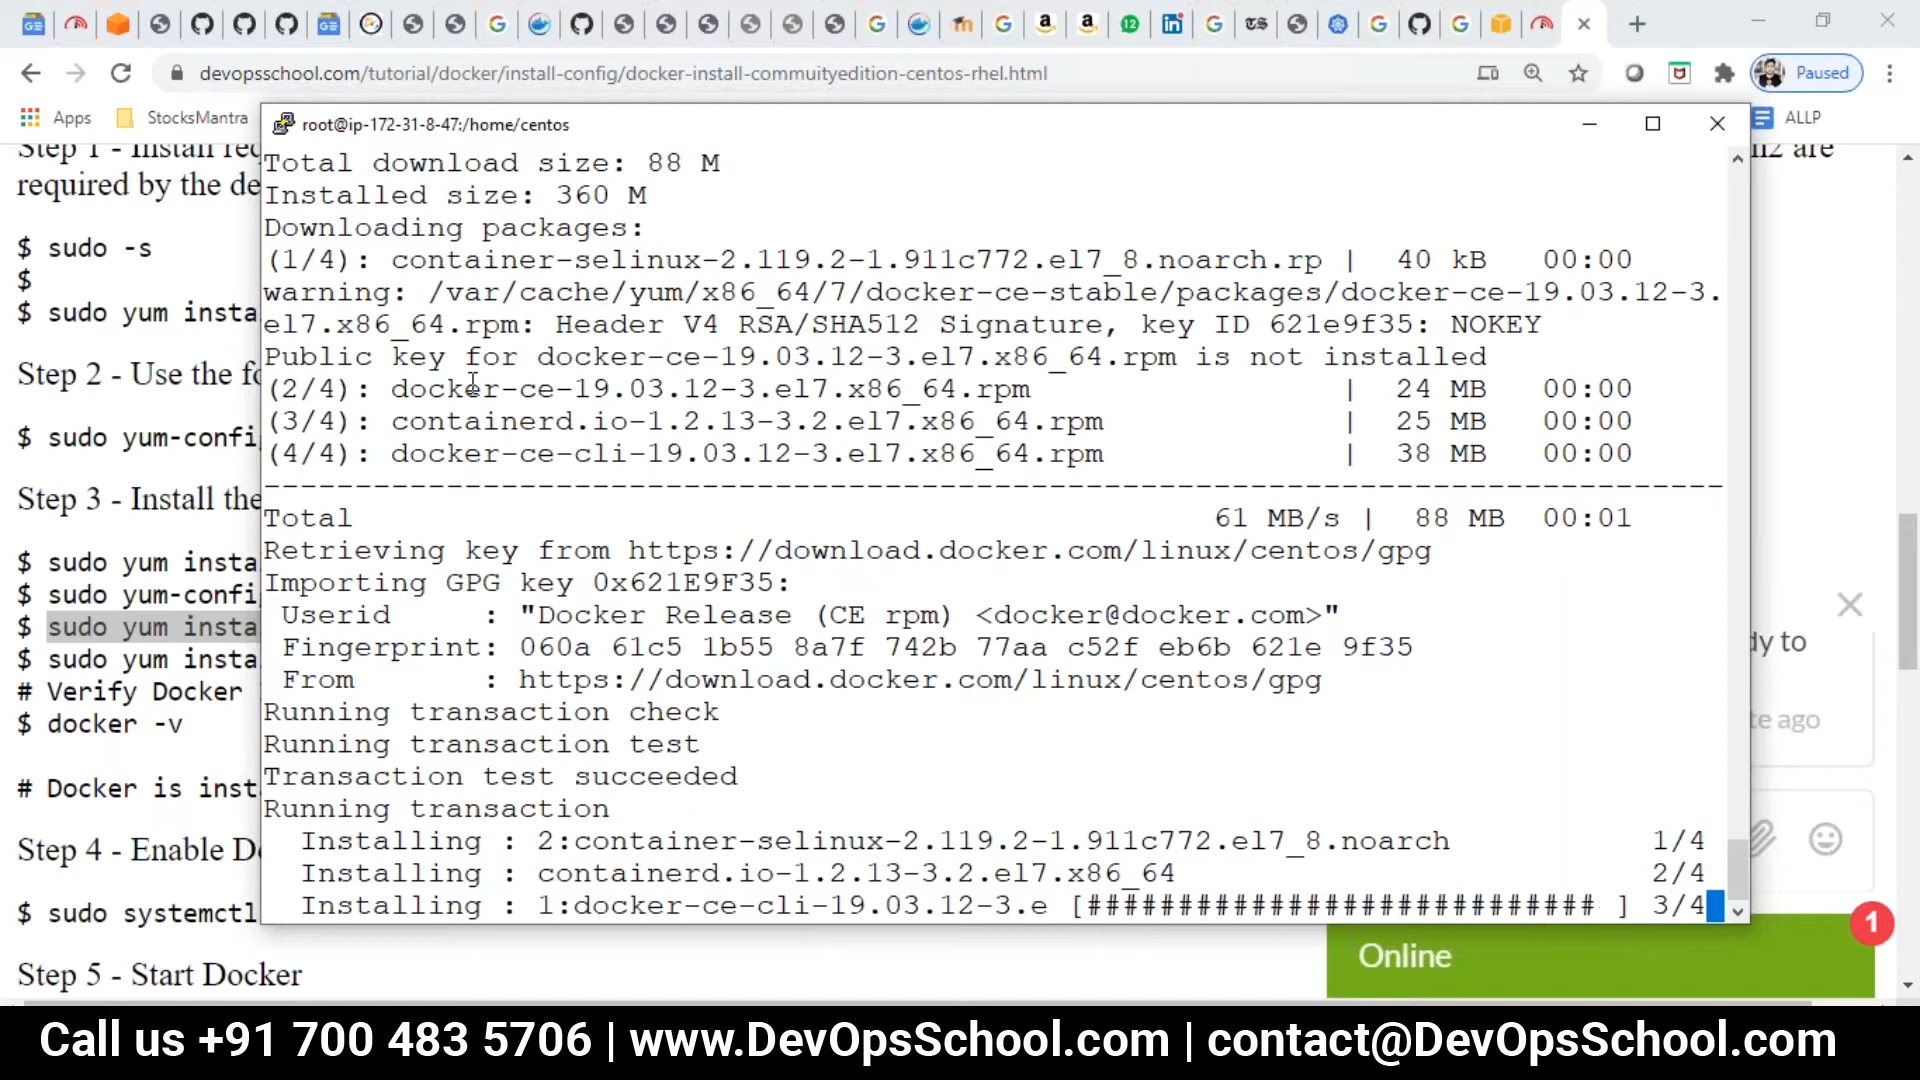 devopsschool.com/tutorial/docker/install-config/docker-install-commuityedition-centos-rhel.html
Paused
Apps
StocksMantra
ALLP
root@ip-172-31-8-47:/home/centos
Step 1 - Install req
n2 are
required by the de
$ sudo -s
$
$ sudo yum insta
Step 2 - Use the fo
$ sudo yum-confi
Step 3 - Install the
$ sudo yum insta
$ sudo yum-confi
$ sudo yum insta
$ sudo yum insta
# Verify Docker
$ docker -v
# Docker is inst
Step 4 - Enable D
$ sudo systemctl
Step 5 - Start Docker
Total download size: 88 M
Installed size: 360 M
Downloading packages:
(1/4): container-selinux-2.119.2-1.911c772.el7_8.noarch.rp | 40 kB 00:00
warning: /var/cache/yum/x86_64/7/docker-ce-stable/packages/docker-ce-19.03.12-3.
el7.x86_64.rpm: Header V4 RSA/SHA512 Signature, key ID 621e9f35: NOKEY
Public key for docker-ce-19.03.12-3.el7.x86_64.rpm is not installed
(2/4): docker-ce-19.03.12-3.el7.x86_64.rpm | 24 MB 00:00
(3/4): containerd.io-1.2.13-3.2.el7.x86_64.rpm | 25 MB 00:00
(4/4): docker-ce-cli-19.03.12-3.el7.x86_64.rpm | 38 MB 00:00
--------------------------------------------------------------------------------
Total 61 MB/s | 88 MB 00:01
Retrieving key from https://download.docker.com/linux/centos/gpg
Importing GPG key 0x621E9F35:
Userid : "Docker Release (CE rpm) <docker@docker.com>"
Fingerprint: 060a 61c5 1b55 8a7f 742b 77aa c52f eb6b 621e 9f35
From : https://download.docker.com/linux/centos/gpg
Running transaction check
Running transaction test
Transaction test succeeded
Running transaction
Installing : 2:container-selinux-2.119.2-1.911c772.el7_8.noarch 1/4
Installing : containerd.io-1.2.13-3.2.el7.x86_64 2/4
Installing : 1:docker-ce-cli-19.03.12-3.e [############################ ] 3/4
dy to
te ago
1
Online
Call us +91 700 483 5706 | www.DevOpsSchool.com | contact@DevOpsSchool.com